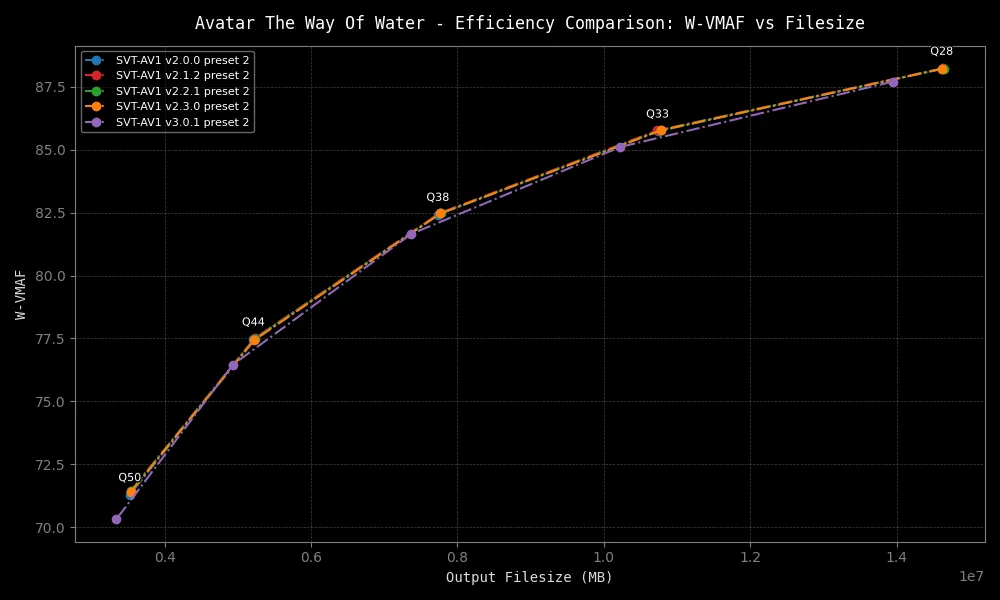 Avatar The Way Of Water - Efficiency Comparison: W-VMAF vs Filesize
SVT-AV1 v2.0.0 preset 2
SVT-AV1 v2.1.2 preset 2
SVT-AV1 v2.2.1 preset 2
SVT-AV1 v2.3.0 preset 2
SVT-AV1 v3.0.1 preset 2
Q28
Q33
Q38
Q44
Q50
W-VMAF
87.5
85.0
82.5
80.0
77.5
75.0
72.5
70.0
0.4
0.6
0.8
1.0
1.2
1.4
1e7
Output Filesize (MB)